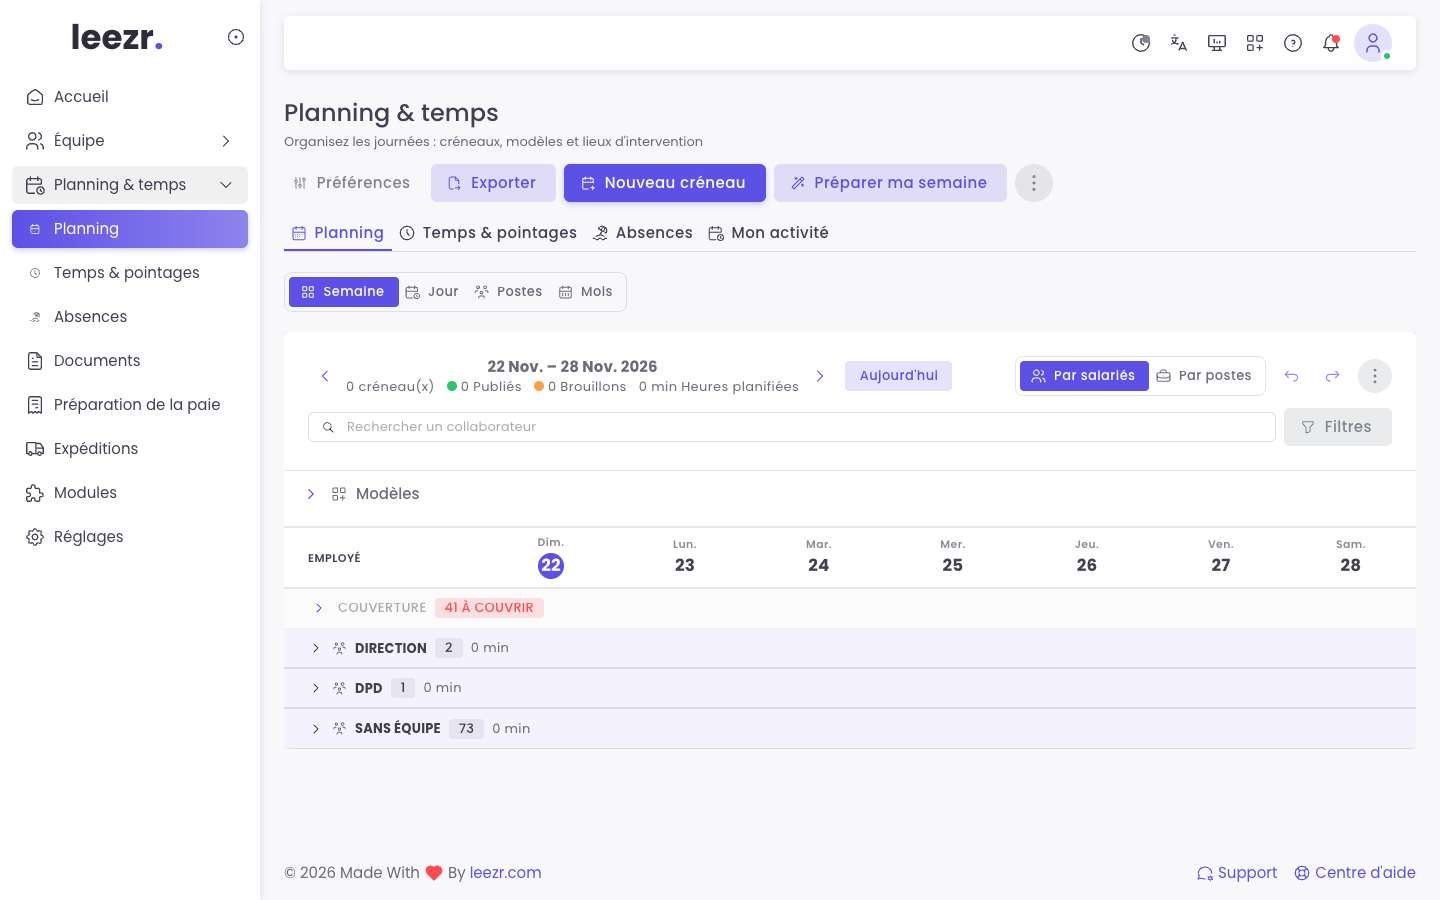 leezr.
Accueil
Équipe
Planning & temps
Planning
Temps & pointages
Absences
Documents
Préparation de la paie
Expéditions
Modules
Réglages
Planning & temps
Organisez les journées : créneaux, modèles et lieux d'intervention
Préférences Exporter Nouveau créneau Préparer ma semaine
Planning Temps & pointages Absences Mon activité
Semaine Jour Postes Mois
22 Nov. – 28 Nov. 2026
0 créneau(x) 0 Publiés 0 Brouillons 0 min Heures planifiées
Aujourd'hui
Par salariés Par postes
Rechercher un collaborateur
Filtres
Modèles
EMPLOYÉ
Dim. Lun. Mar. Mer. Jeu. Ven. Sam.
22 23 24 25 26 27 28
COUVERTURE 41 À COUVRIR
DIRECTION 2 0 min
DPD 1 0 min
SANS ÉQUIPE 73 0 min
© 2026 Made With By leezr.com
Support Centre d'aide